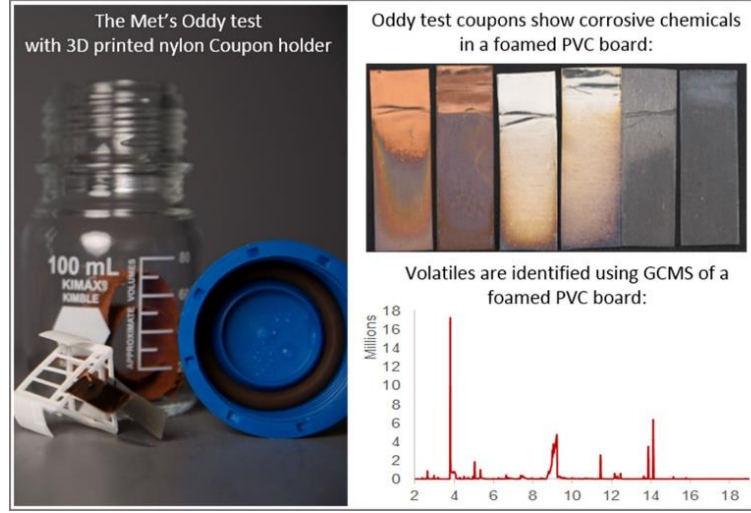 The Met's Oddy test
with 3D printed nylon Coupon holder
100 mL
KIMAX®
KIMBLE
APPROXIMATE VOLUMES
80
60
Oddy test coupons show corrosive chemicals
in a foamed PVC board:
Volatiles are identified using GCMS of a
foamed PVC board:
Millions
18
16
14
12
10
8
6
4
2
0
2 4 6 8 10 12 14 16 18